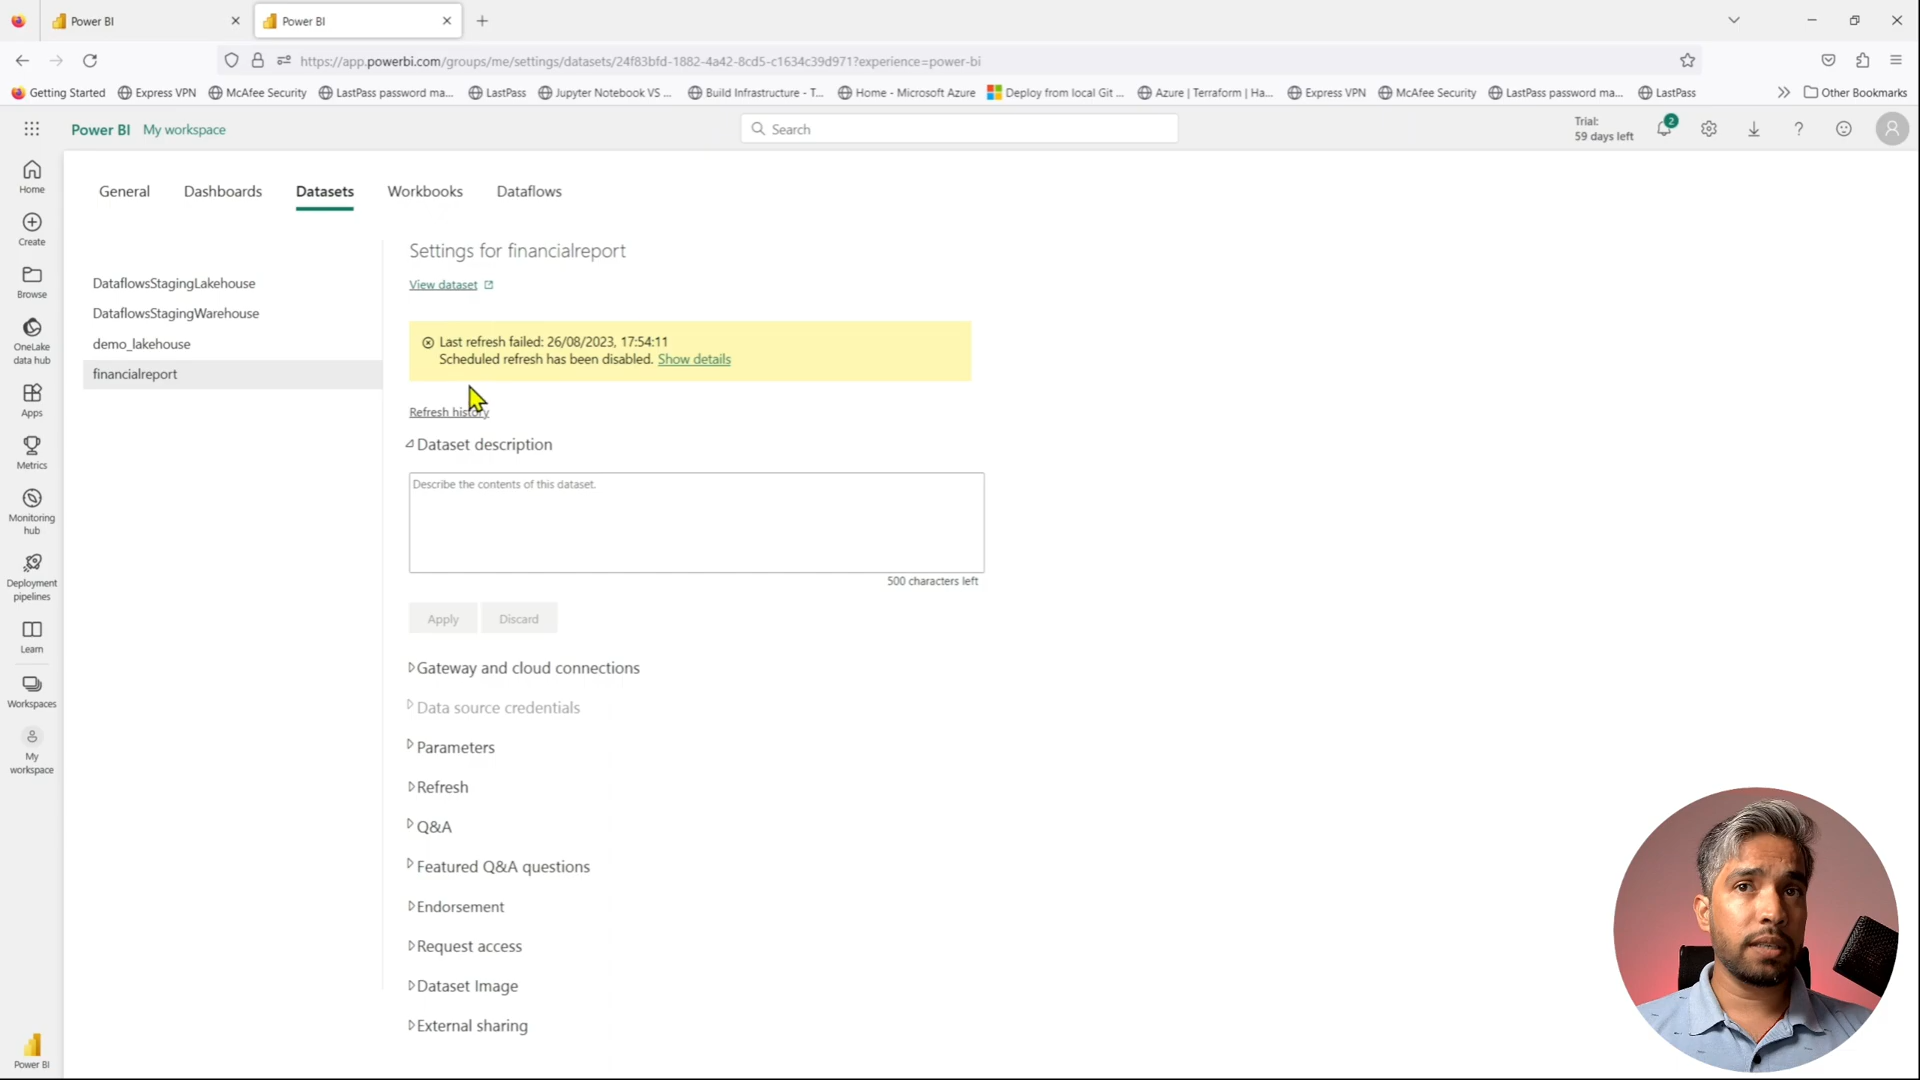 Power BI
Power BI
https://app.powerbi.com/groups/me/settings/datasets/24f83bfd-1882-4a42-8cd5-c1634c39d971?experience=power-bi
Getting Started Express VPN McAfee Security LastPass password ma... LastPass Jupyter Notebook VS ... Build Infrastructure - T... Home - Microsoft Azure Deploy from local Git ... Azure | Terraform | Ha... Express VPN McAfee Security LastPass password ma... LastPass Other Bookmarks
Power BI My workspace
Search
Trial:
59 days left
2
Home
Create
Browse
OneLake
data hub
Apps
Metrics
Monitoring
hub
Deployment
pipelines
Learn
Workspaces
My
workspace
Power BI
General Dashboards Datasets Workbooks Dataflows
DataflowsStagingLakehouse
DataflowsStagingWarehouse
demo_lakehouse
financialreport
Settings for financialreport
View dataset
Last refresh failed: 26/08/2023, 17:54:11
Scheduled refresh has been disabled. Show details
Refresh history
Dataset description
Describe the contents of this dataset.
500 characters left
Apply Discard
Gateway and cloud connections
Data source credentials
Parameters
Refresh
Q&A
Featured Q&A questions
Endorsement
Request access
Dataset Image
External sharing